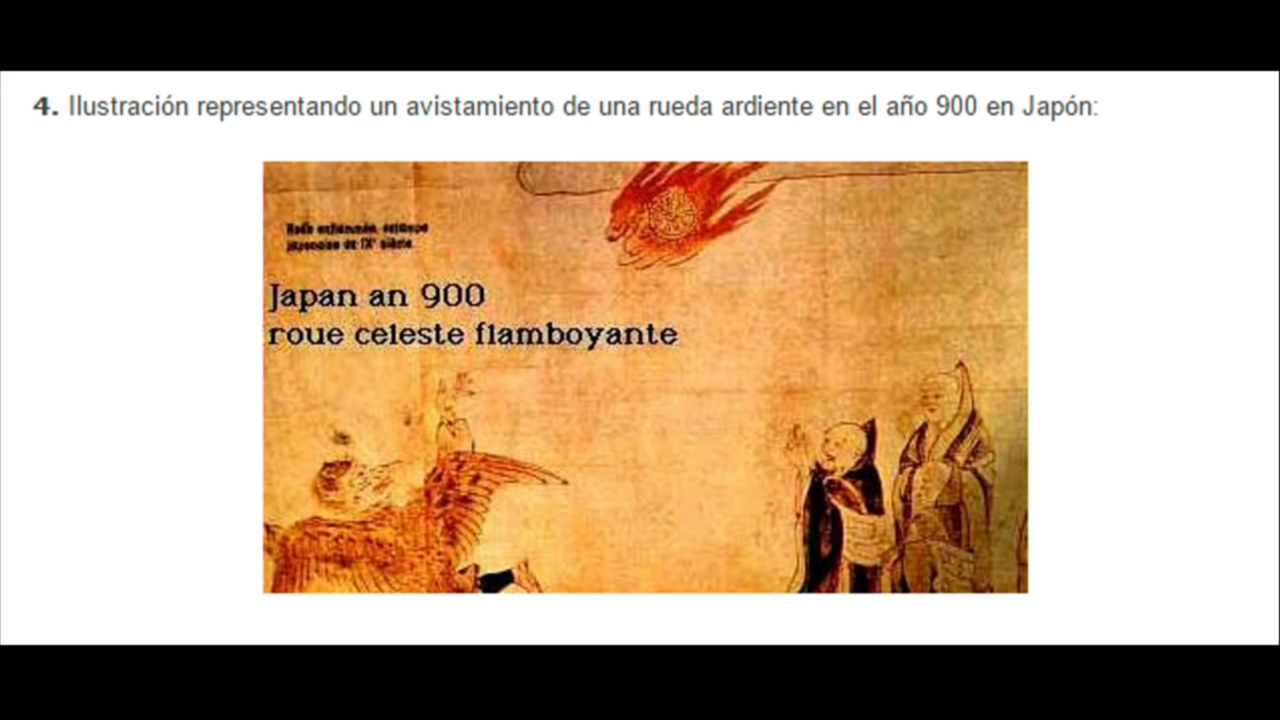 4. Ilustración representando un avistamiento de una rueda ardiente en el año 900 en Japón:
Japan an 900
roue celeste flamboyante